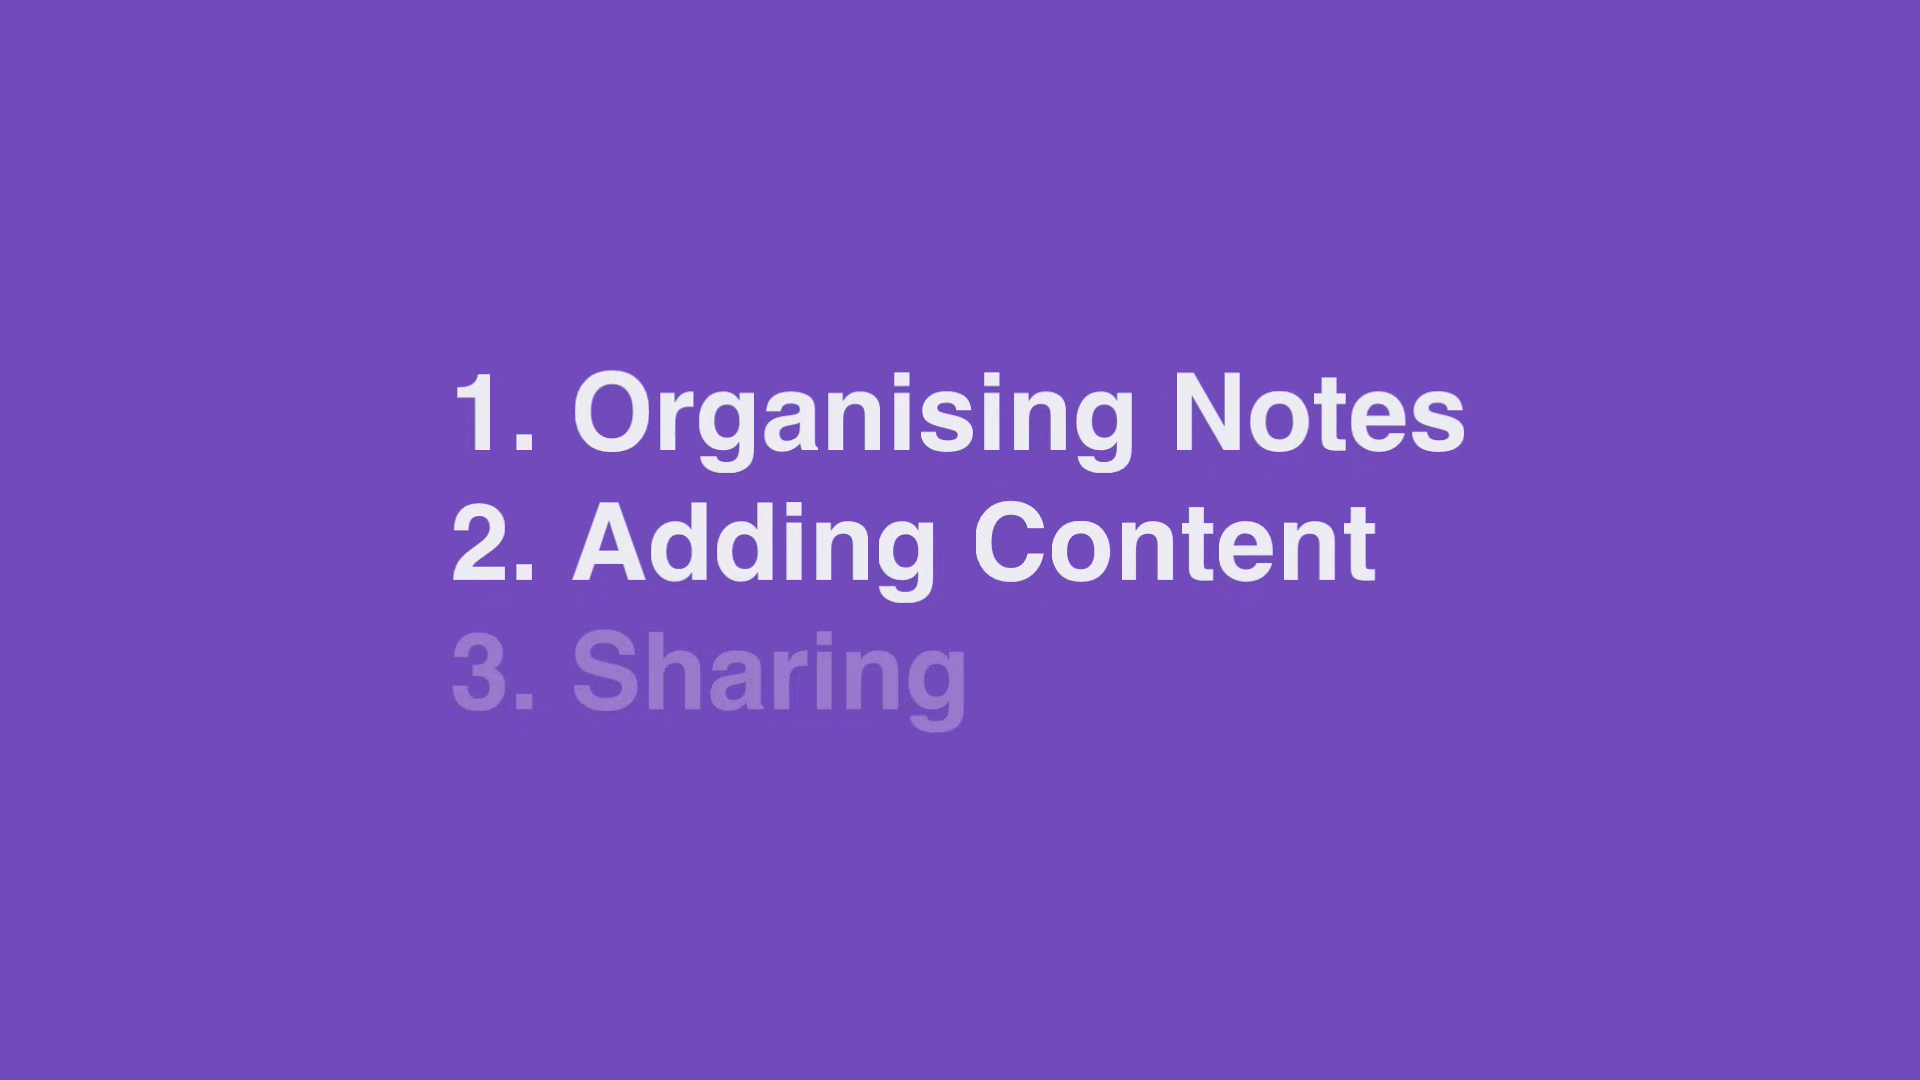 1. Organising Notes
2. Adding Content
3. Sharing